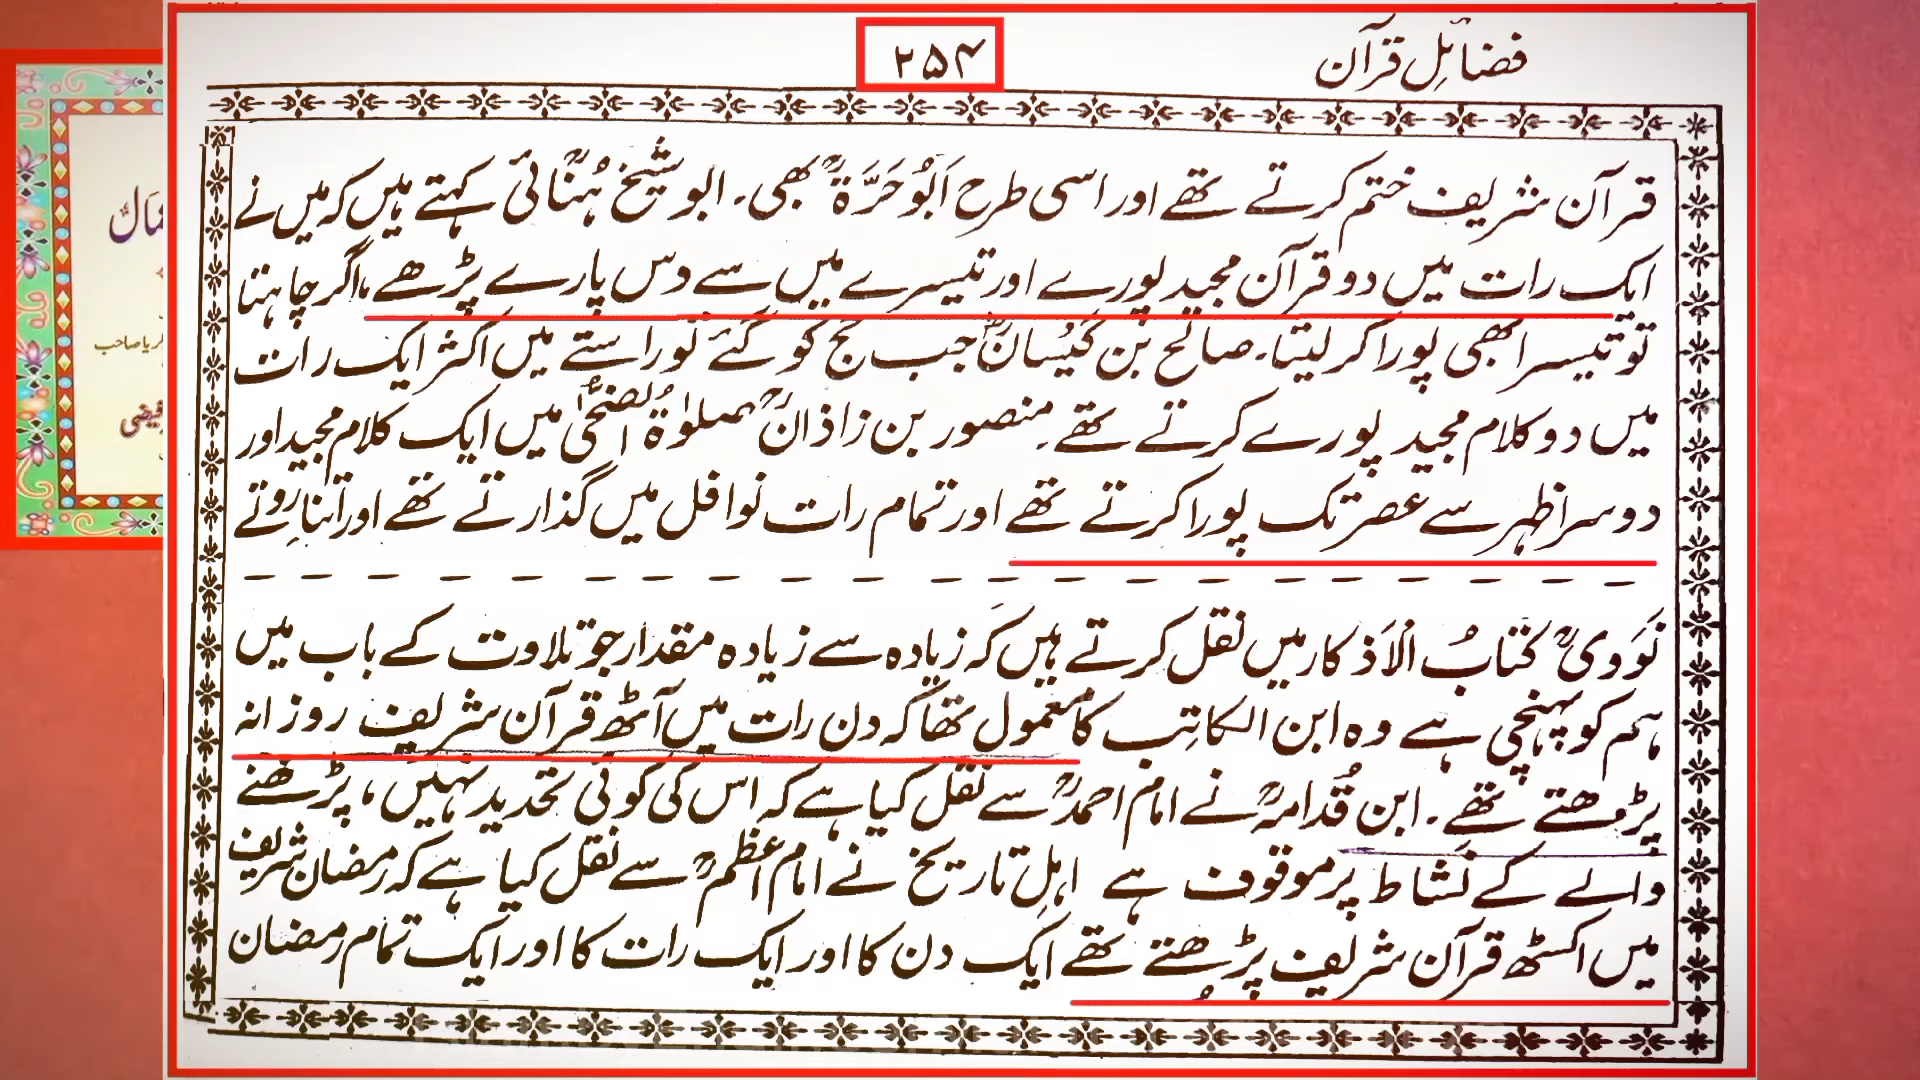 فضائلِ قرآن
۲۵۴
قرآن شریف ختم کرتے تھے اور اسی طرح اَبُوْحَرَّۃَؒ بھی۔ ابو شیخ ہُنَائیؒ کہتے ہیں کہ میں نے
ایک رات میں دو قرآن مجید پورے اور تیسرے میں سے دس پارے پڑھے، اگر چاہتا
تو تیسرا بھی پورا کر لیتا۔ صالح بن کَیْسانؒ جب حج کو گئے تو راستے میں اکثر ایک رات
میں دو کلام مجید پورے کرتے تھے۔ منصور بن زاذانؒ صلوٰۃُ الضحیٰ میں ایک کلام مجید اور
دوسرا ظہر سے عصر تک پورا کرتے تھے اور تمام رات نوافل میں گذارتے تھے اور اتنا روتے
نَوَوِیؒ کتابُ الْاَذکار میں نقل کرتے ہیں کہ زیادہ سے زیادہ مقدار جو تلاوت کے باب میں
ہم کو پہنچی ہے وہ ابن الکاتِب کا معمول تھا کہ دن رات میں آٹھ قرآن شریف روزانہ
پڑھتے تھے۔ ابن قُدامہؒ نے امام احمدؒ سے نقل کیا ہے کہ اس کی کوئی تحدید نہیں، پڑھنے
والے کے نشاط پر موقوف ہے اہلِ تاریخ نے امام اعظمؒ سے نقل کیا ہے کہ رمضان شریف
میں اکسٹھ قرآن شریف پڑھتے تھے ایک دن کا اور ایک رات کا اور ایک تمام رمضان
ریا صاحب